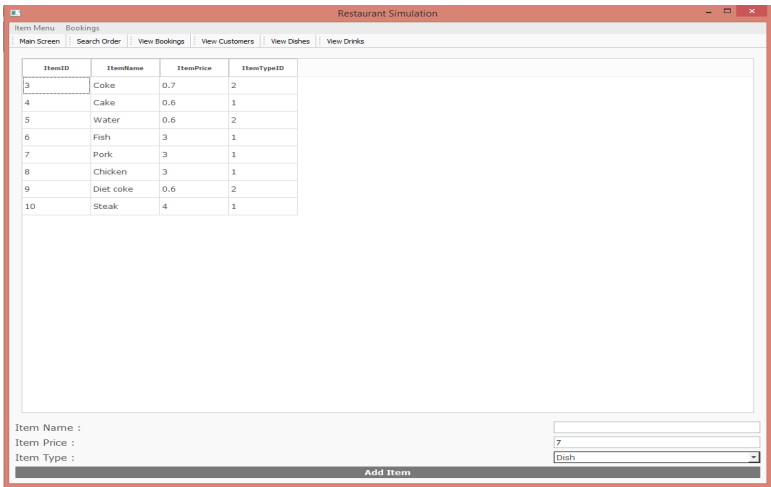 Restaurant Simulation
Item Menu Bookings
Main Screen Search Order View Bookings View Customers View Dishes View Drinks
ItemID ItemName ItemPrice ItemTypeID
3 Coke 0.7 2
4 Cake 0.6 1
5 Water 0.6 2
6 Fish 3 1
7 Pork 3 1
8 Chicken 3 1
9 Diet coke 0.6 2
10 Steak 4 1
Item Name :
Item Price : 7
Item Type : Dish
Add Item